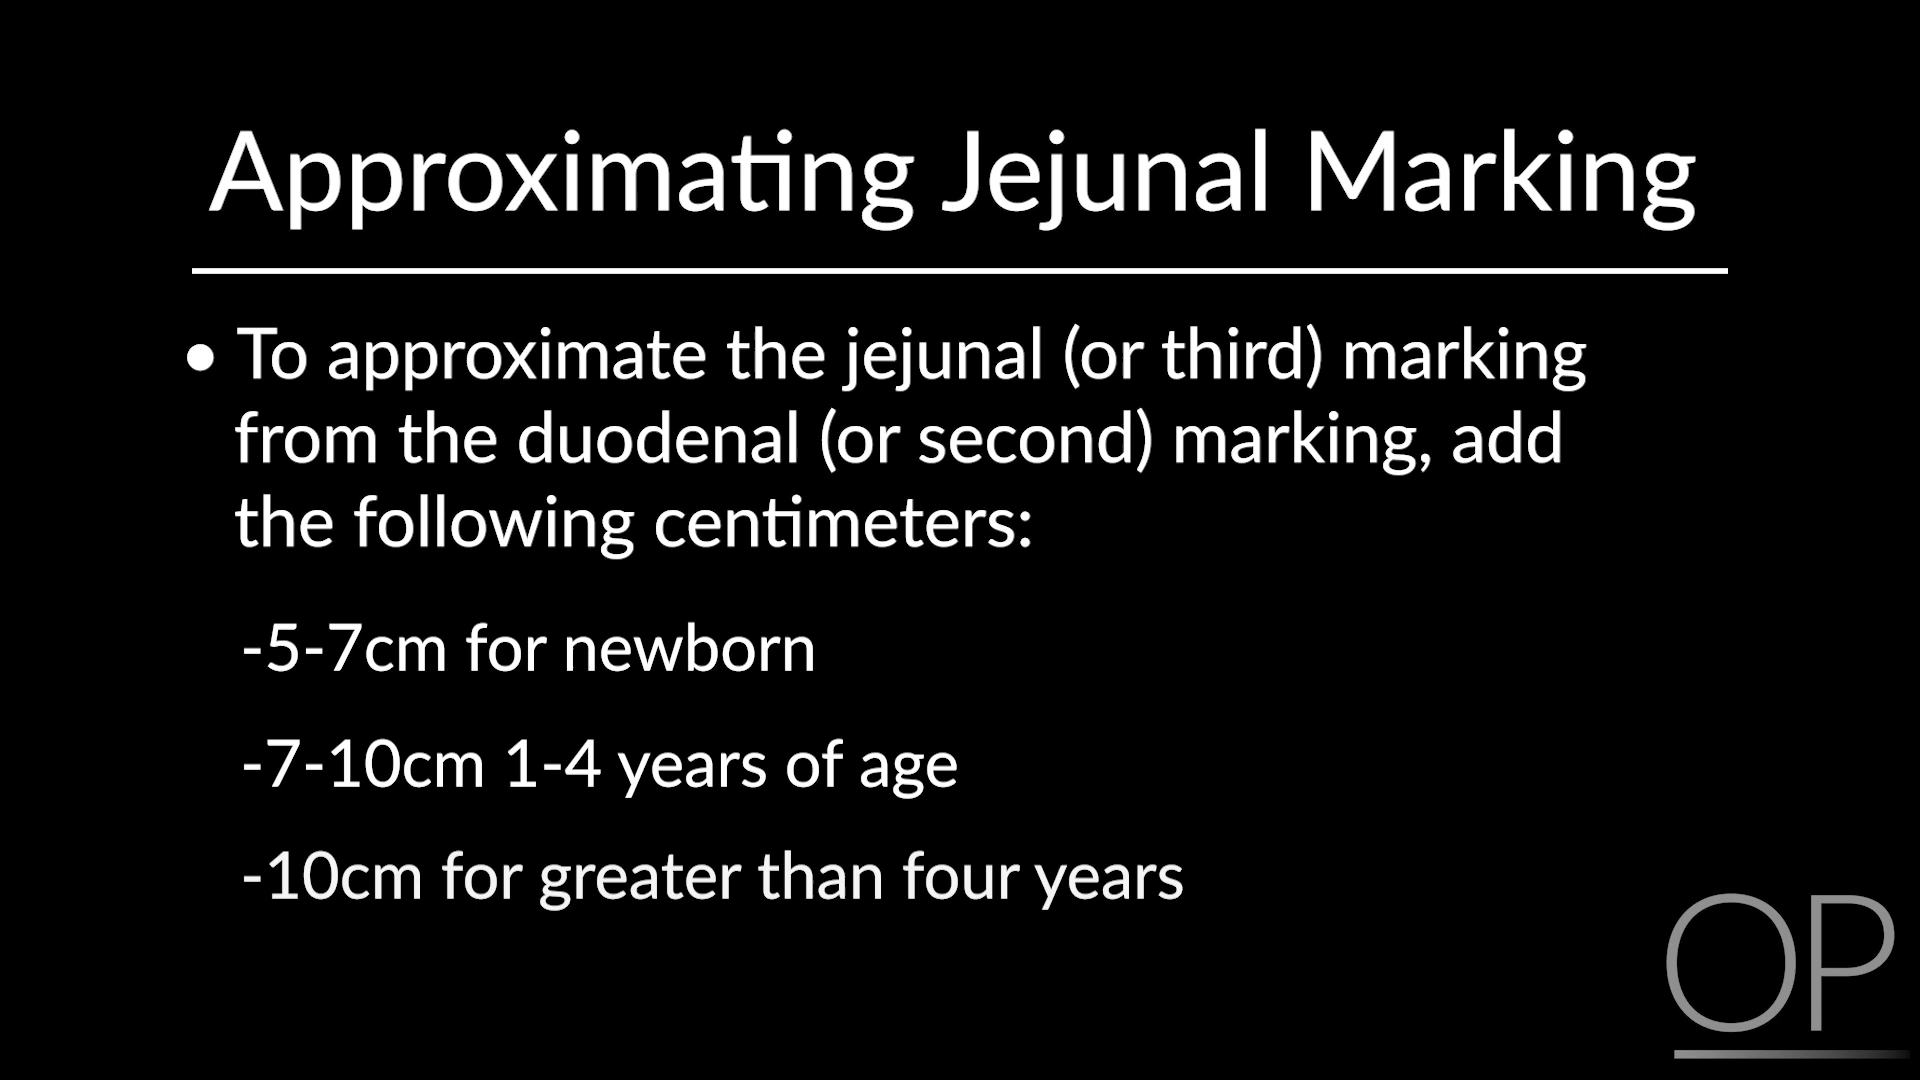 Approximating Jejunal Marking
• To approximate the jejunal (or third) marking
from the duodenal (or second) marking, add
the following centimeters:
-5-7cm for newborn
-7-10cm 1-4 years of age
-10cm for greater than four years
OP